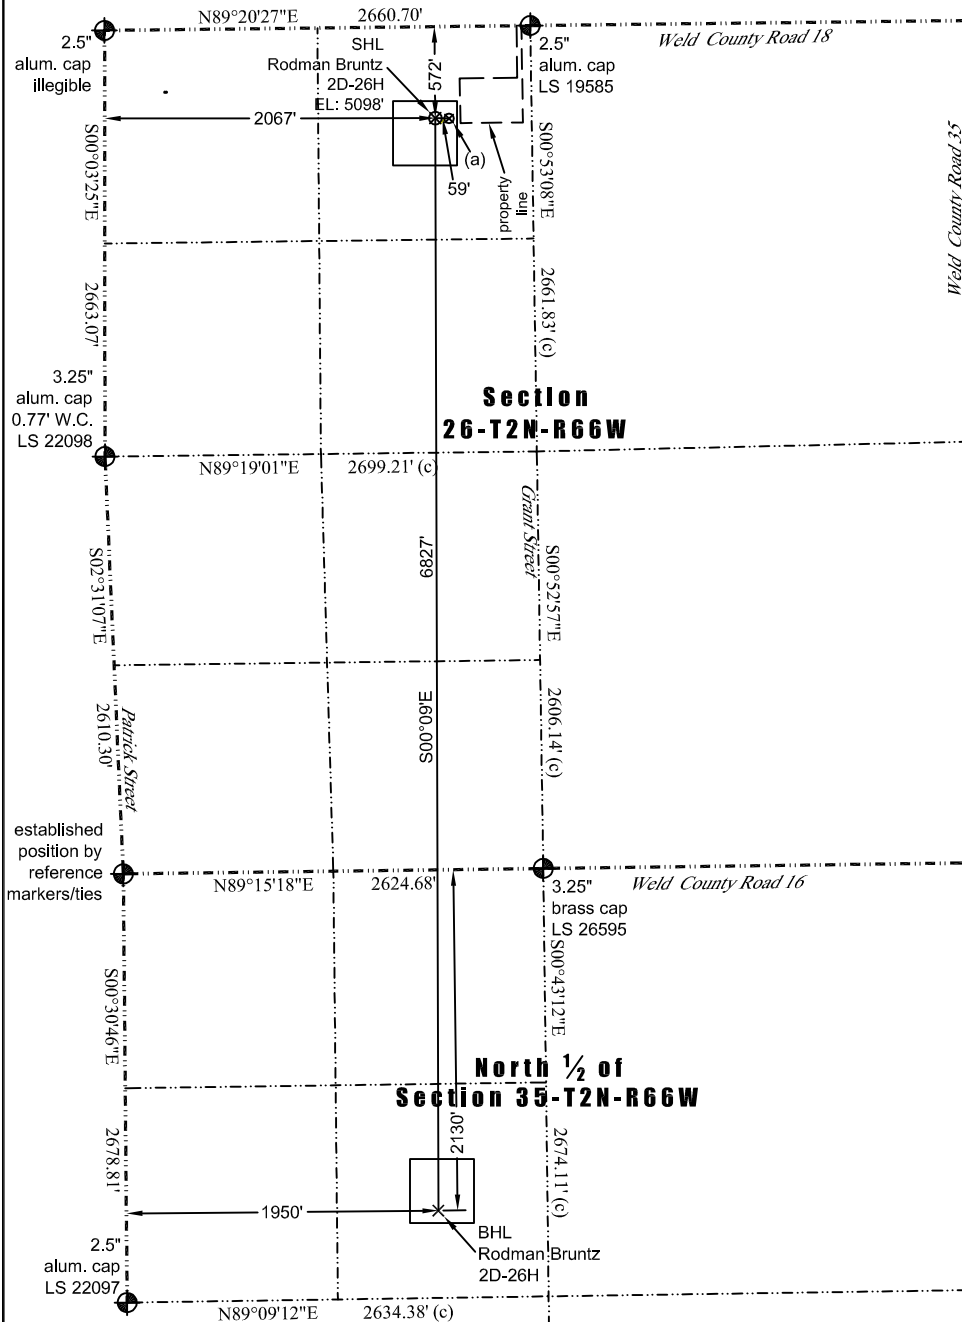 N89°20'27"E 2660.70'
2.5"
alum. cap
illegible
SHL
Rodman Bruntz
2D-26H
EL: 5098'
572'
2.5"
alum. cap
LS 19585
Weld County Road 18
Weld County Road 35
2067'
(a)
59'
property
line
S00°03'25"E
2663.07'
S00°53'08"E
2661.83' (c)
3.25"
alum. cap
0.77' W.C.
LS 22098
Section
26-T2N-R66W
N89°19'01"E 2699.21' (c)
Grant Street
S02°31'07"E
2610.30'
Patrick Street
6827'
S00°09'E
S00°52'57"E
2606.14' (c)
established
position by
reference
markers/ties
N89°15'18"E 2624.68'
Weld County Road 16
3.25"
brass cap
LS 26595
S00°30'46"E
2678.81'
S00°43'12"E
2674.11' (c)
North ½ of
Section 35-T2N-R66W
2130'
1950'
BHL
Rodman Bruntz
2D-26H
2.5"
alum. cap
LS 22097
N89°09'12"E 2634.38' (c)